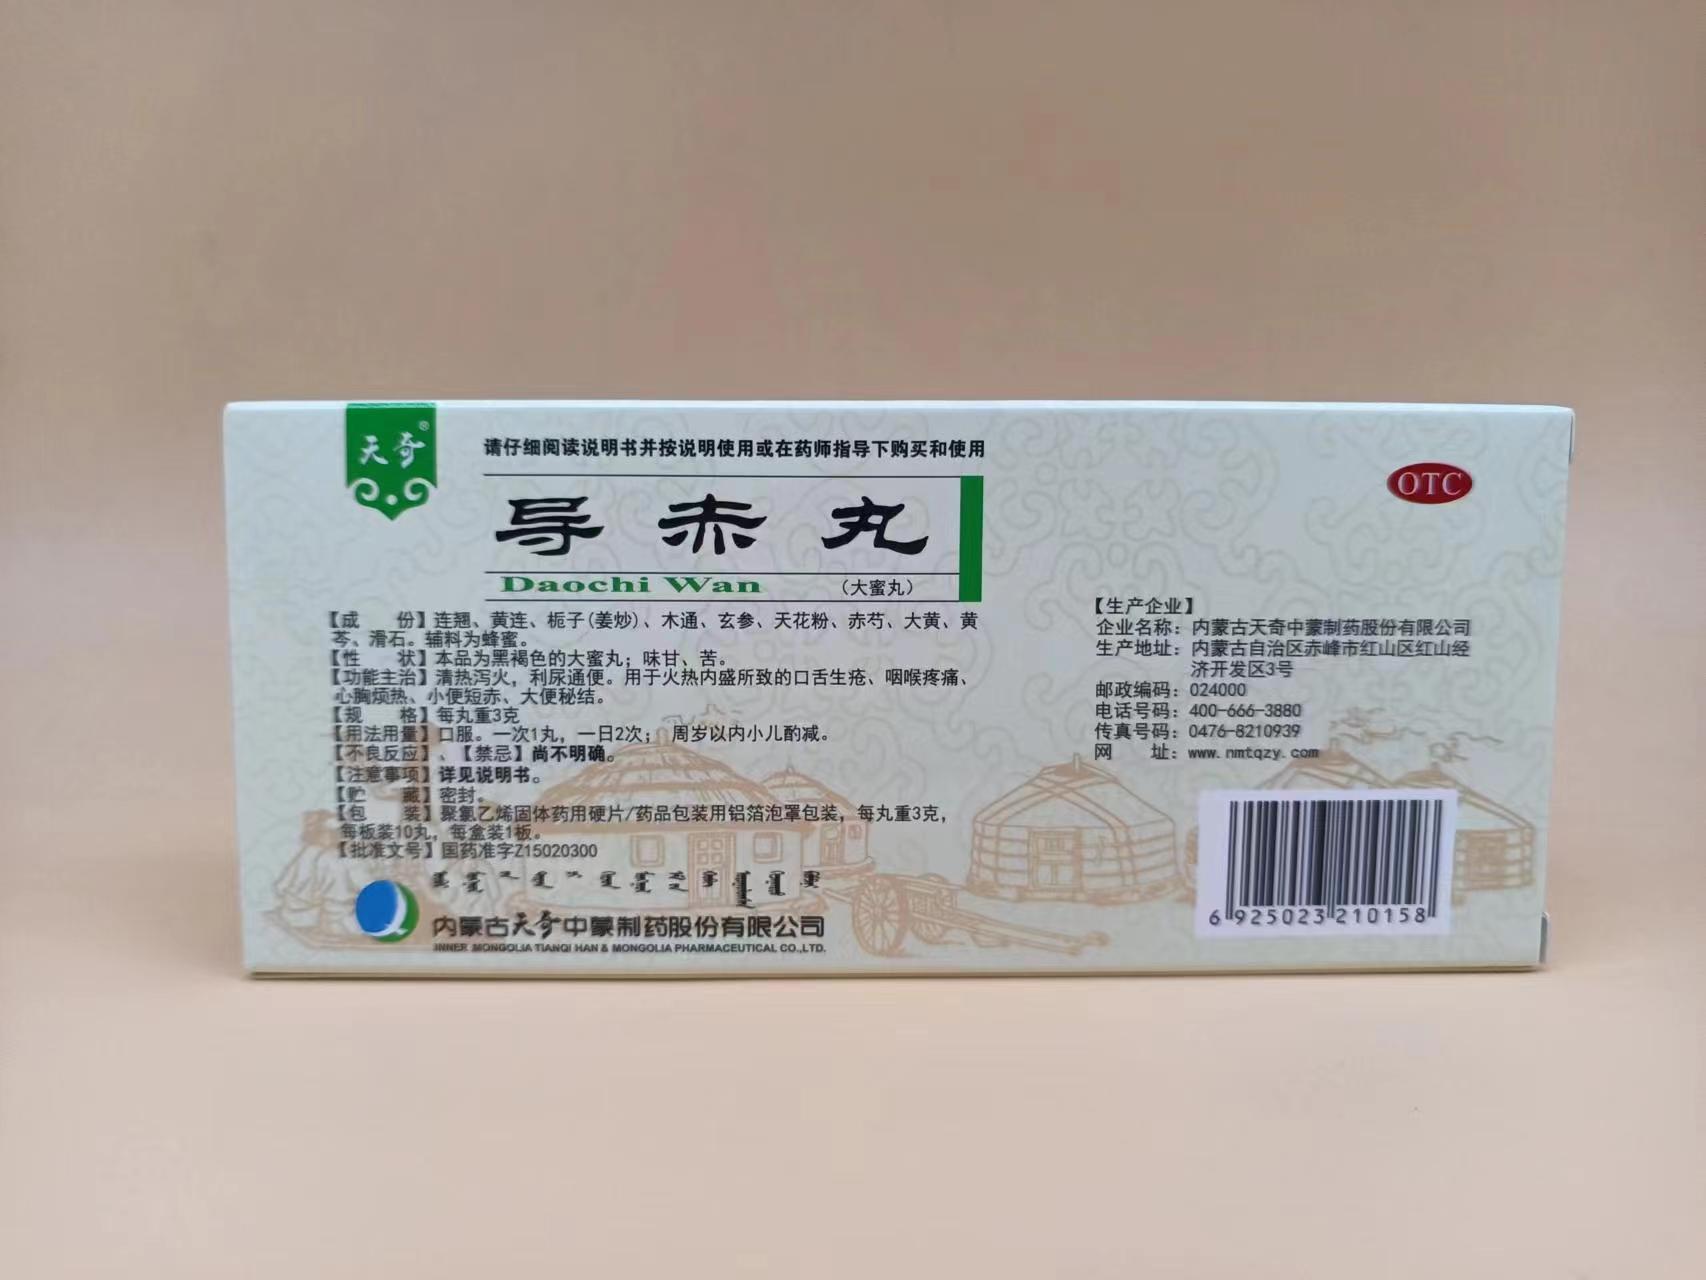 天奇®
请仔细阅读说明书并按说明使用或在药师指导下购买和使用
OTC
导赤丸
Daochi Wan
（大蜜丸）
【成　份】连翘、黄连、栀子(姜炒)、木通、玄参、天花粉、赤芍、大黄、黄
芩、滑石。辅料为蜂蜜。
【性　状】本品为黑褐色的大蜜丸；味甘、苦。
【功能主治】清热泻火，利尿通便。用于火热内盛所致的口舌生疮、咽喉疼痛、
心胸烦热、小便短赤、大便秘结。
【规　格】每丸重3克
【用法用量】口服。一次1丸，一日2次；周岁以内小儿酌减。
【不良反应】、【禁忌】尚不明确。
【注意事项】详见说明书。
【贮　藏】密封。
【包　装】聚氯乙烯固体药用硬片/药品包装用铝箔泡罩包装，每丸重3克，
每板装10丸，每盒装1板。
【批准文号】国药准字Z15020300
内蒙古天奇中蒙制药股份有限公司
INNER MONGOLIA TIANQI HAN & MONGOLIA PHARMACEUTICAL CO.,LTD.
【生产企业】
企业名称：内蒙古天奇中蒙制药股份有限公司
生产地址：内蒙古自治区赤峰市红山区红山经
济开发区3号
邮政编码：024000
电话号码：400-666-3880
传真号码：0476-8210939
网　址：www.nmtqzy.com
6 925023 210158